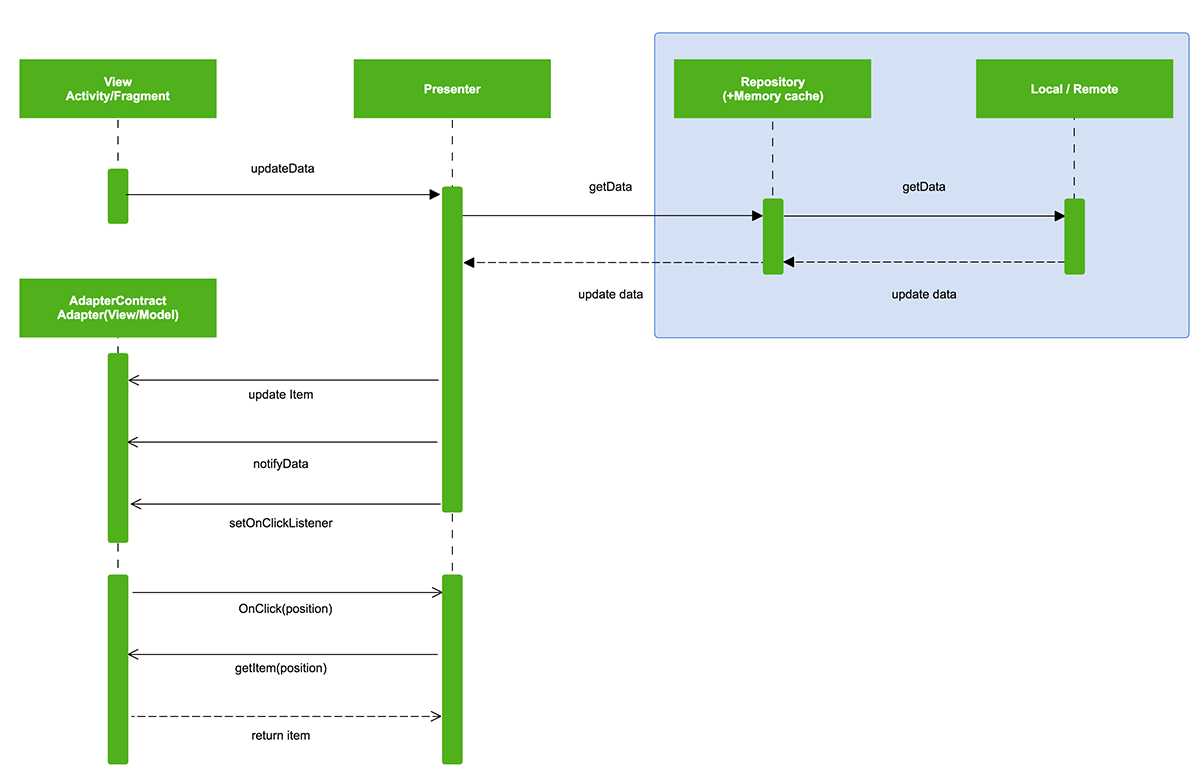 View
Activity/Fragment
Presenter
Repository
(+Memory cache)
Local / Remote
updateData
getData
getData
update data
update data
AdapterContract
Adapter(View/Model)
update Item
notifyData
setOnClickListener
OnClick(position)
getItem(position)
return item